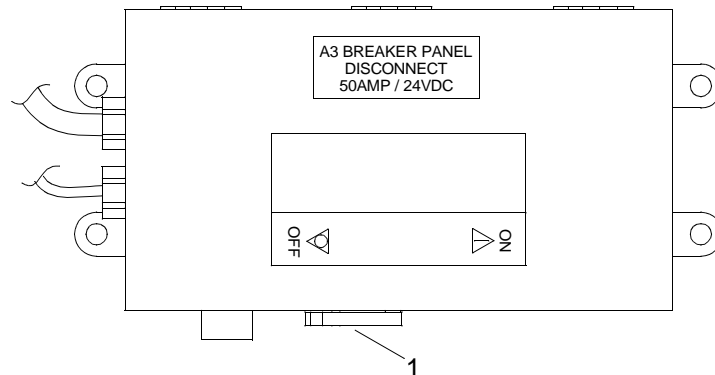 A3 BREAKER PANEL
DISCONNECT
50AMP / 24VDC
OFF
ON
1